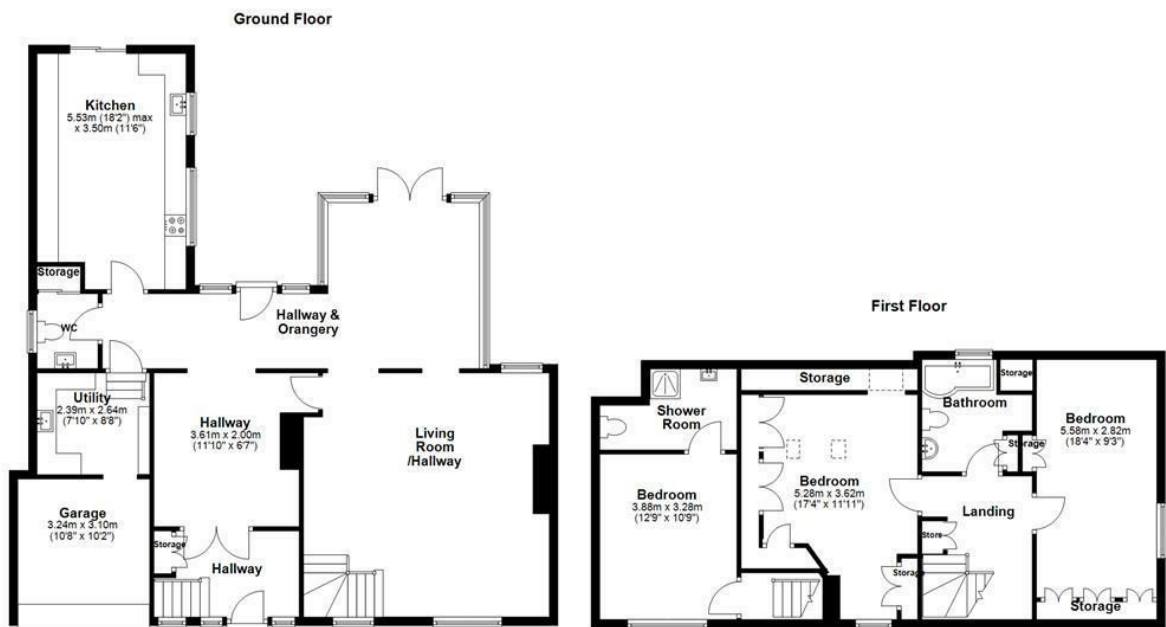 Ground Floor
Kitchen
5.53m (18'2") max
x 3.50m (11'6")
Storage
WC
Hallway &
Orangery
Utility
2.39m x 2.64m
(7'10" x 8'8")
Hallway
3.61m x 2.00m
(11'10" x 6'7")
Living
Room
/Hallway
Garage
3.24m x 3.10m
(10'8" x 10'2")
Storage
Hallway
First Floor
Storage
Shower
Room
Bathroom
Storage
Bedroom
5.58m x 2.82m
(18'4" x 9'3")
Storage
Bedroom
3.88m x 3.28m
(12'9" x 10'9")
Bedroom
5.28m x 3.62m
(17'4" x 11'11")
Landing
Store
Storage
Storage